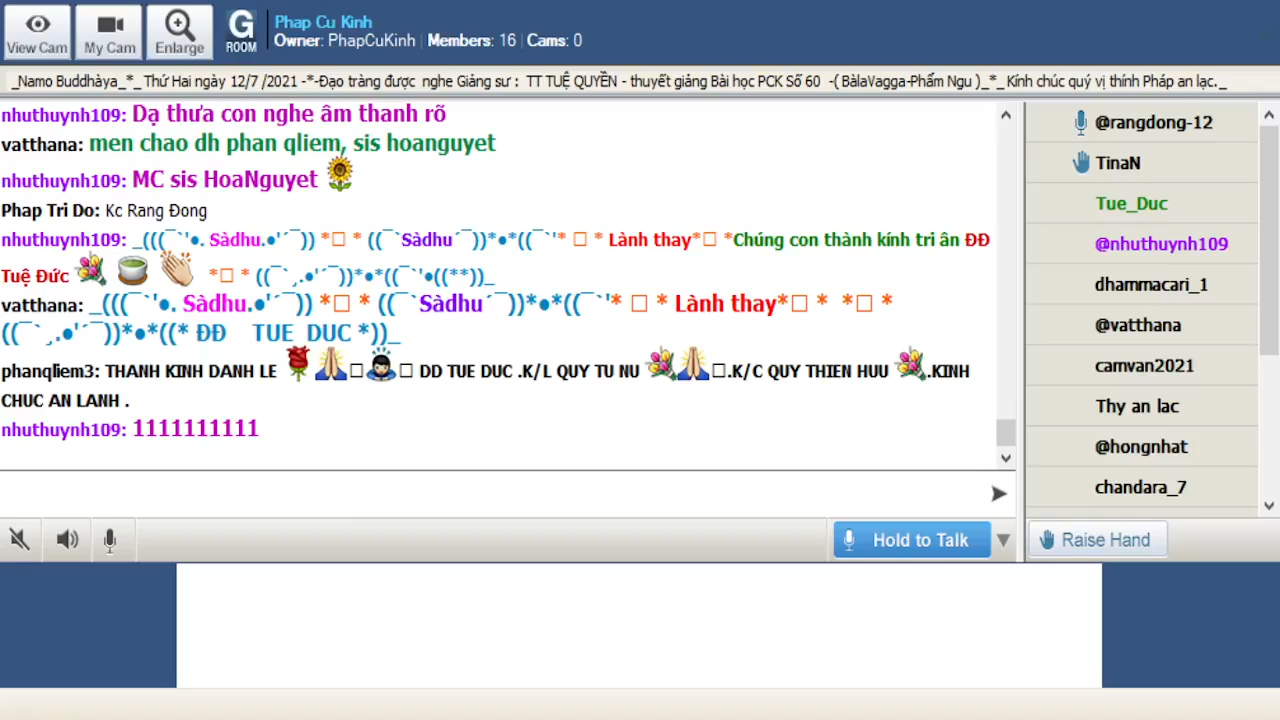 View Cam
My Cam
Enlarge
G
ROOM
Phap Cu Kinh
Owner: PhapCuKinh | Members: 16 | Cams: 0
_Namo Buddhàya_*_ Thứ Hai ngày 12/7 /2021 -*-Đạo tràng được nghe Giảng sư : TT TUỆ QUYỀN - thuyết giảng Bài học PCK Số 60 -( BàlaVagga-Phẩm Ngu )_*_Kính chúc quý vị thính Pháp an lạc._
nhuthuynh109: Dạ thưa con nghe âm thanh rõ
vatthana: men chao dh phan qliem, sis hoanguyet
nhuthuynh109: MC sis HoaNguyet 🌻
Phap Tri Do: Kc Rang Đong
nhuthuynh109: _(((¯`'●. Sàdhu.●'´¯)) *□ * ((¯`Sàdhu´¯))*●*((¯`'* □ * Lành thay*□ *Chúng con thành kính tri ân ĐĐ
Tuệ Đức 💐 🍵 👏 *□ * ((¯`¸.●'´¯))*●*((¯`'●((**))_
vatthana: _(((¯`'●. Sàdhu.●'´¯)) *□ * ((¯`Sàdhu´¯))*●*((¯`'* □ * Lành thay*□ * *□ *
((¯`¸.●'´¯))*●*((* ĐĐ TUE DUC *))_
phanqliem3: THANH KINH DANH LE 🌹🙏□🙇□ DD TUE DUC .K/L QUY TU NU 💐🙏□.K/C QUY THIEN HUU 💐.KINH
CHUC AN LANH .
nhuthuynh109: 1111111111
Hold to Talk
@rangdong-12
TinaN
Tue_Duc
@nhuthuynh109
dhammacari_1
@vatthana
camvan2021
Thy an lac
@hongnhat
chandara_7
Raise Hand